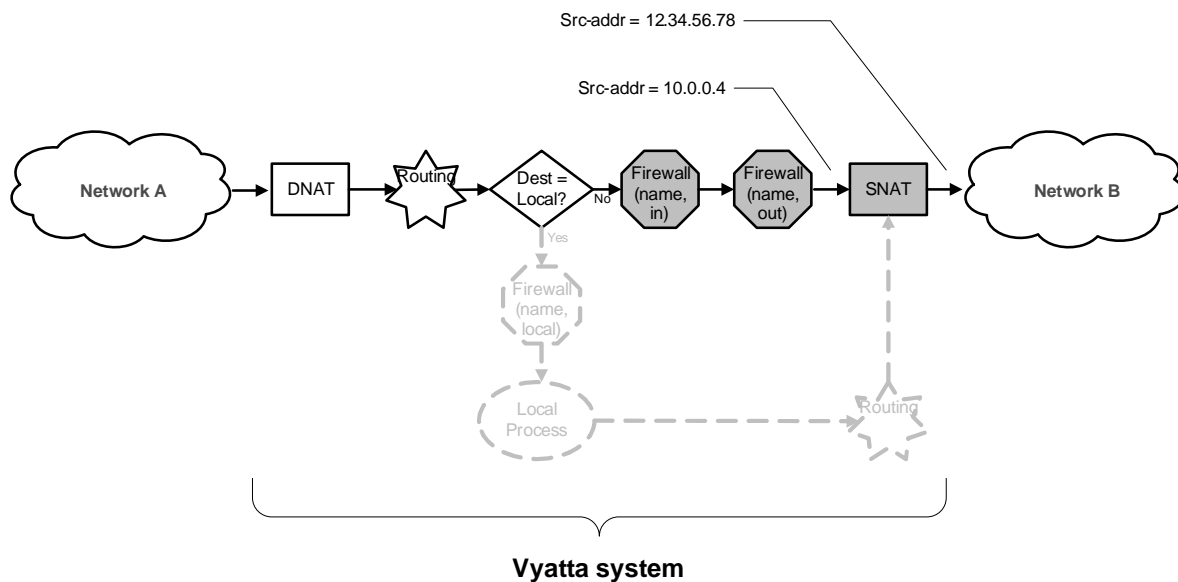 Src-addr = 12.34.56.78
Src-addr = 10.0.0.4
Network A
DNAT
Routing
Dest =
Local?
No
Firewall
(name,
in)
Firewall
(name,
out)
SNAT
Network B
Yes
Firewall
(name,
local)
Local
Process
Routing
Vyatta system